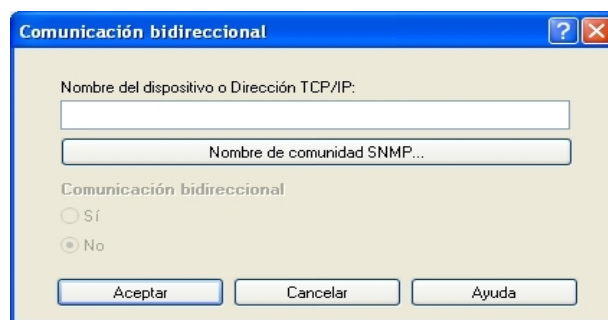 Comunicación bidireccional
Nombre del dispositivo o Dirección TCP/IP:
Nombre de comunidad SNMP...
Comunicación bidireccional
Sí
No
Aceptar Cancelar Ayuda